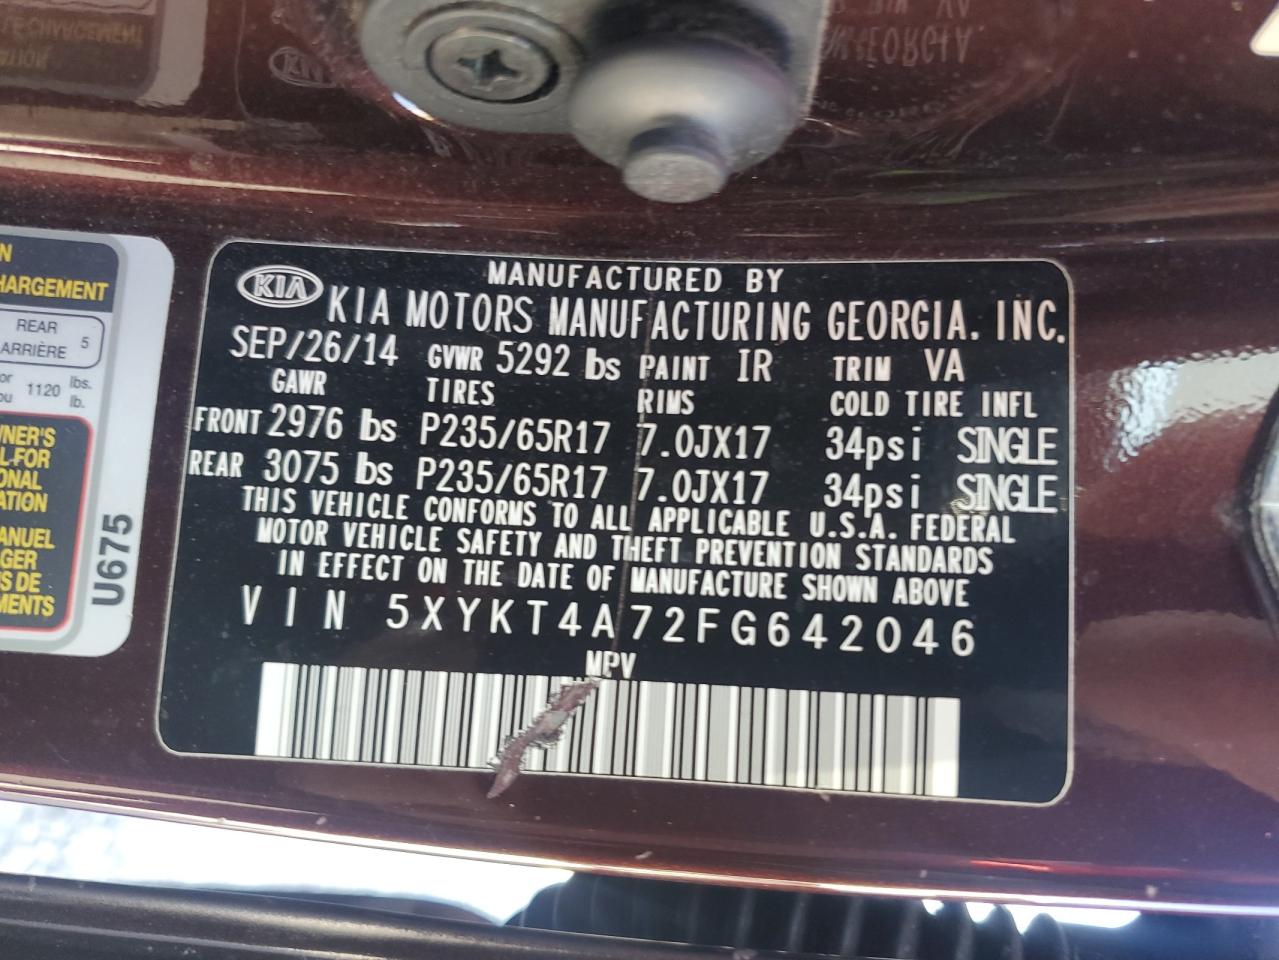 MANUFACTURED BY
KIA KIA MOTORS MANUFACTURING GEORGIA, INC.
SEP/26/14 GVWR 5292 lbs PAINT IR TRIM VA
GAWR TIRES RIMS COLD TIRE INFL
FRONT 2976 lbs P235/65R17 7.0JX17 34psi SINGLE
REAR 3075 lbs P235/65R17 7.0JX17 34psi SINGLE
THIS VEHICLE CONFORMS TO ALL APPLICABLE U.S.A. FEDERAL
MOTOR VEHICLE SAFETY AND THEFT PREVENTION STANDARDS
IN EFFECT ON THE DATE OF MANUFACTURE SHOWN ABOVE
VIN 5XYKT4A72FG642046
MPV
HARGEMENT
REAR 5
ARRIÈRE
1120 lbs.
lb.
MANUEL
U675